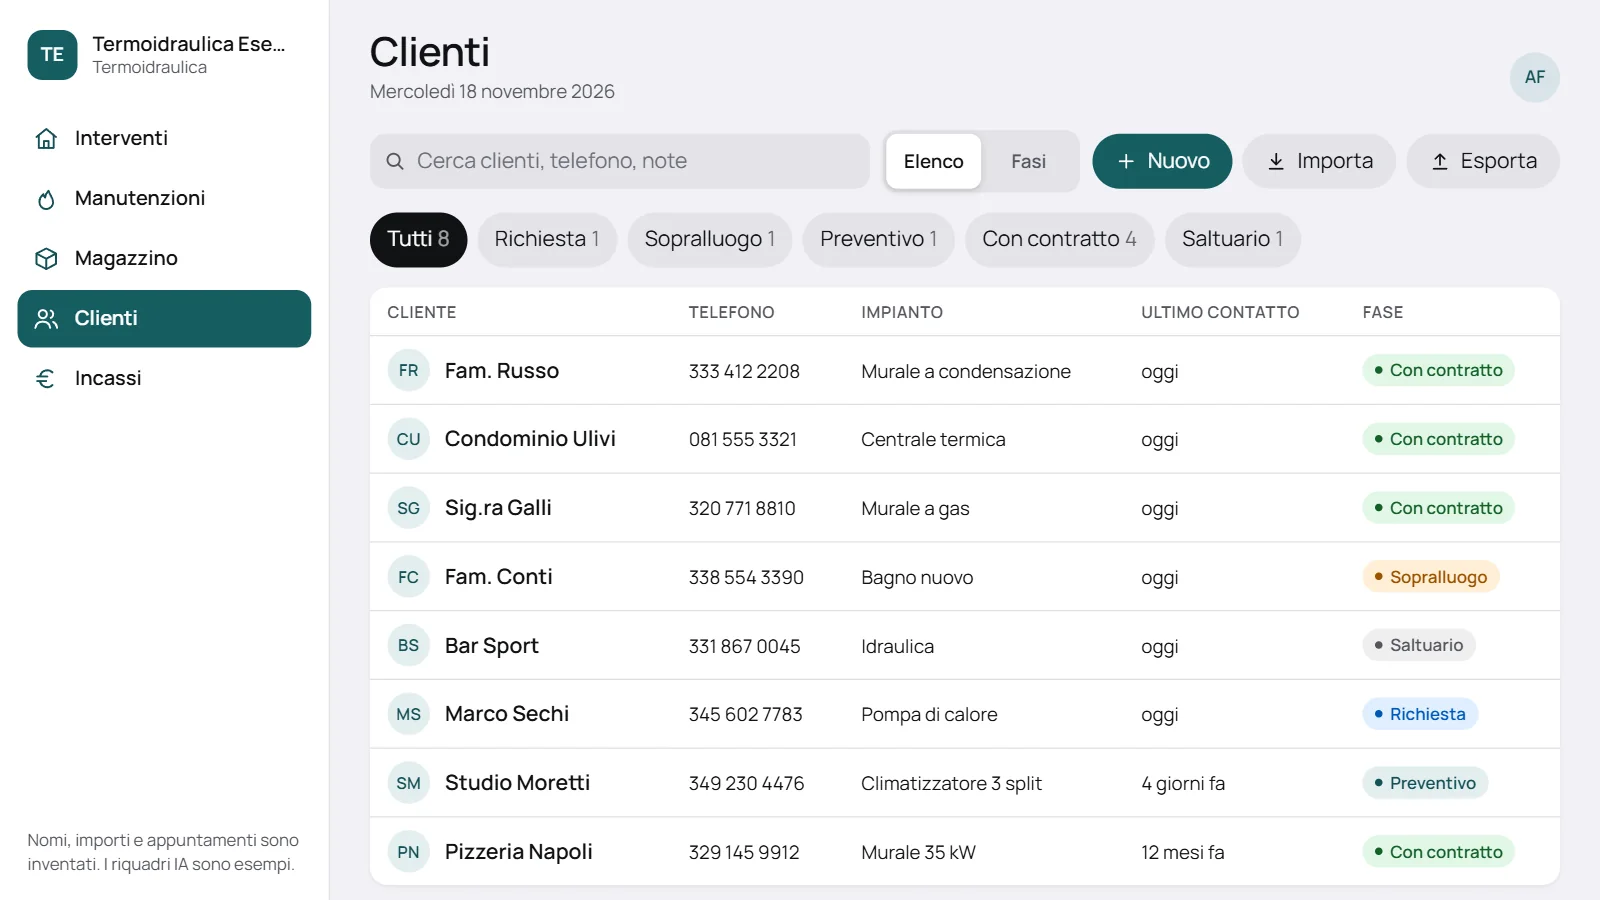 TE
Termoidraulica Ese...
Termoidraulica
Interventi
Manutenzioni
Magazzino
Clienti
Incassi
Nomi, importi e appuntamenti sono
inventati. I riquadri IA sono esempi.
Clienti
Mercoledì 18 novembre 2026
AF
Cerca clienti, telefono, note
Elenco
Fasi
+ Nuovo
Importa
Esporta
Tutti 8
Richiesta 1
Sopralluogo 1
Preventivo 1
Con contratto 4
Saltuario 1
CLIENTE TELEFONO IMPIANTO ULTIMO CONTATTO FASE
FR Fam. Russo 333 412 2208 Murale a condensazione oggi Con contratto
CU Condominio Ulivi 081 555 3321 Centrale termica oggi Con contratto
SG Sig.ra Galli 320 771 8810 Murale a gas oggi Con contratto
FC Fam. Conti 338 554 3390 Bagno nuovo oggi Sopralluogo
BS Bar Sport 331 867 0045 Idraulica oggi Saltuario
MS Marco Sechi 345 602 7783 Pompa di calore oggi Richiesta
SM Studio Moretti 349 230 4476 Climatizzatore 3 split 4 giorni fa Preventivo
PN Pizzeria Napoli 329 145 9912 Murale 35 kW 12 mesi fa Con contratto